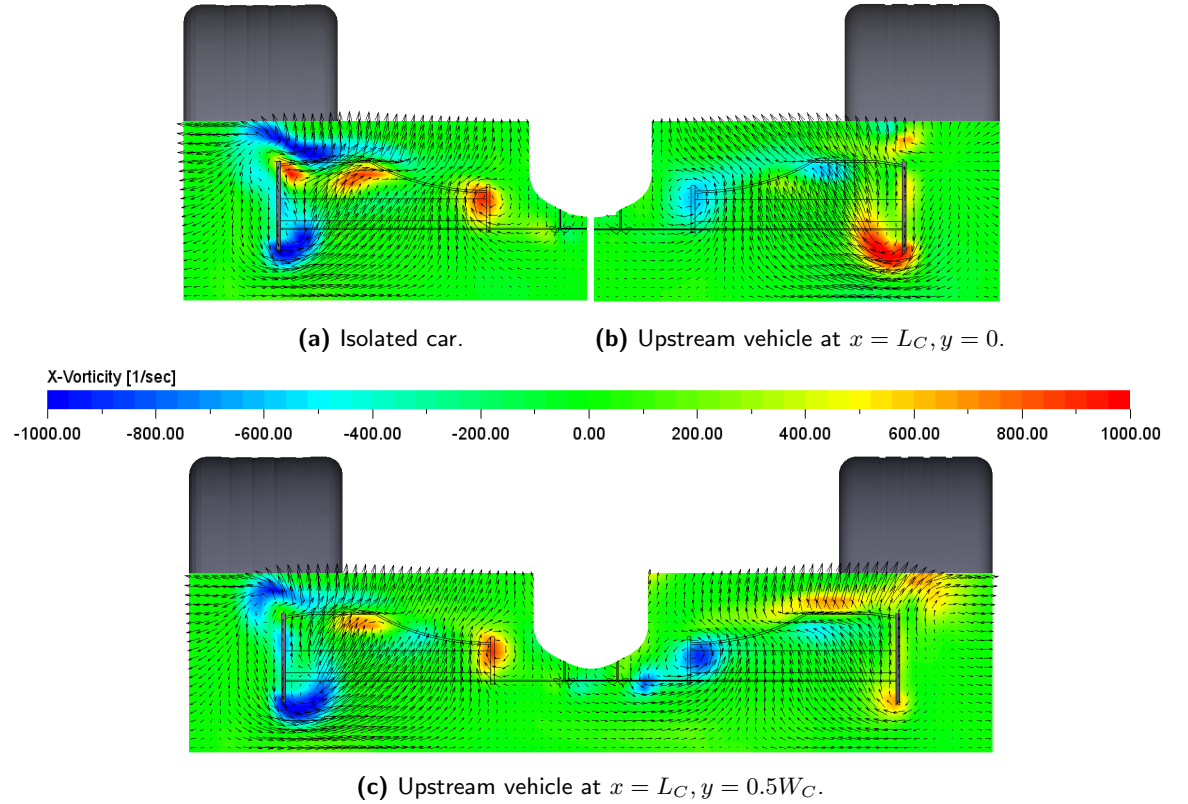 (a) Isolated car.
(b) Upstream vehicle at x = L_C, y = 0.
X-Vorticity [1/sec]
-1000.00 -800.00 -600.00 -400.00 -200.00 0.00 200.00 400.00 600.00 800.00 1000.00
(c) Upstream vehicle at x = L_C, y = 0.5W_C.